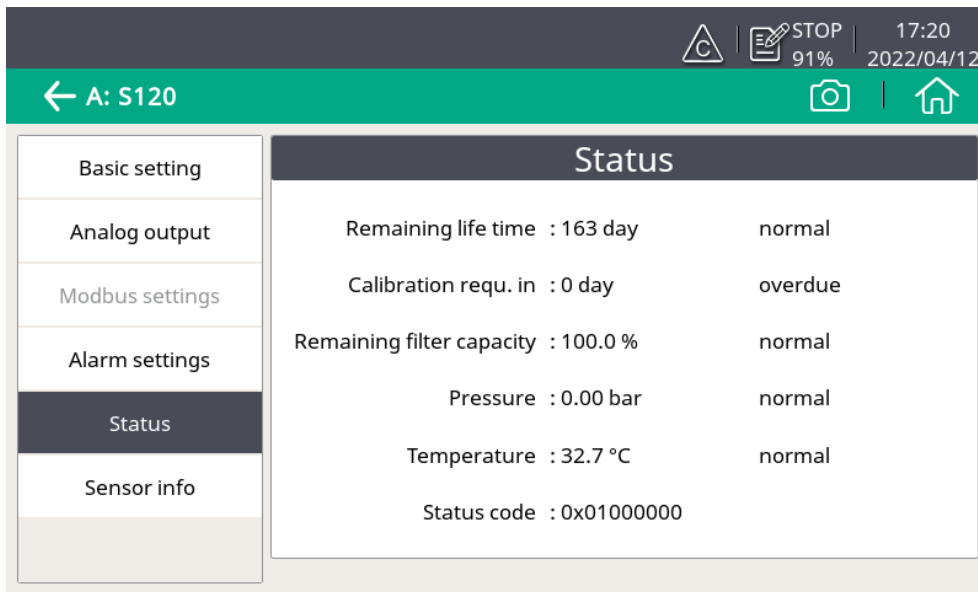 C STOP 17:20
91% 2022/04/12
A: S120
Basic setting
Analog output
Modbus settings
Alarm settings
Status
Sensor info
Status
Remaining life time : 163 day normal
Calibration requ. in : 0 day overdue
Remaining filter capacity : 100.0 % normal
Pressure : 0.00 bar normal
Temperature : 32.7 °C normal
Status code : 0x01000000